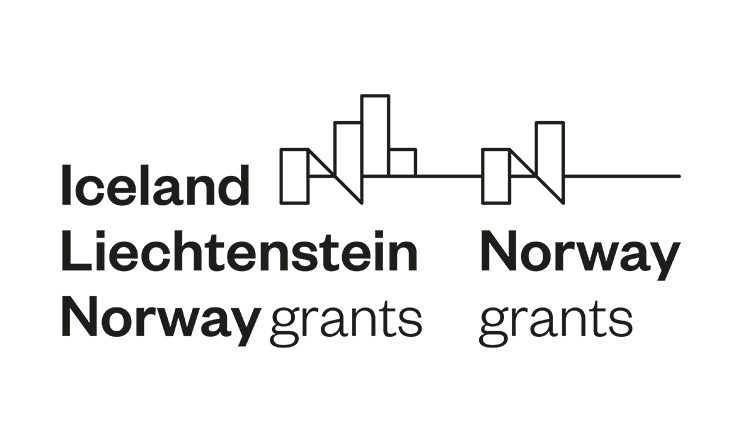 Iceland
Liechtenstein
Norway grants
Norway
grants